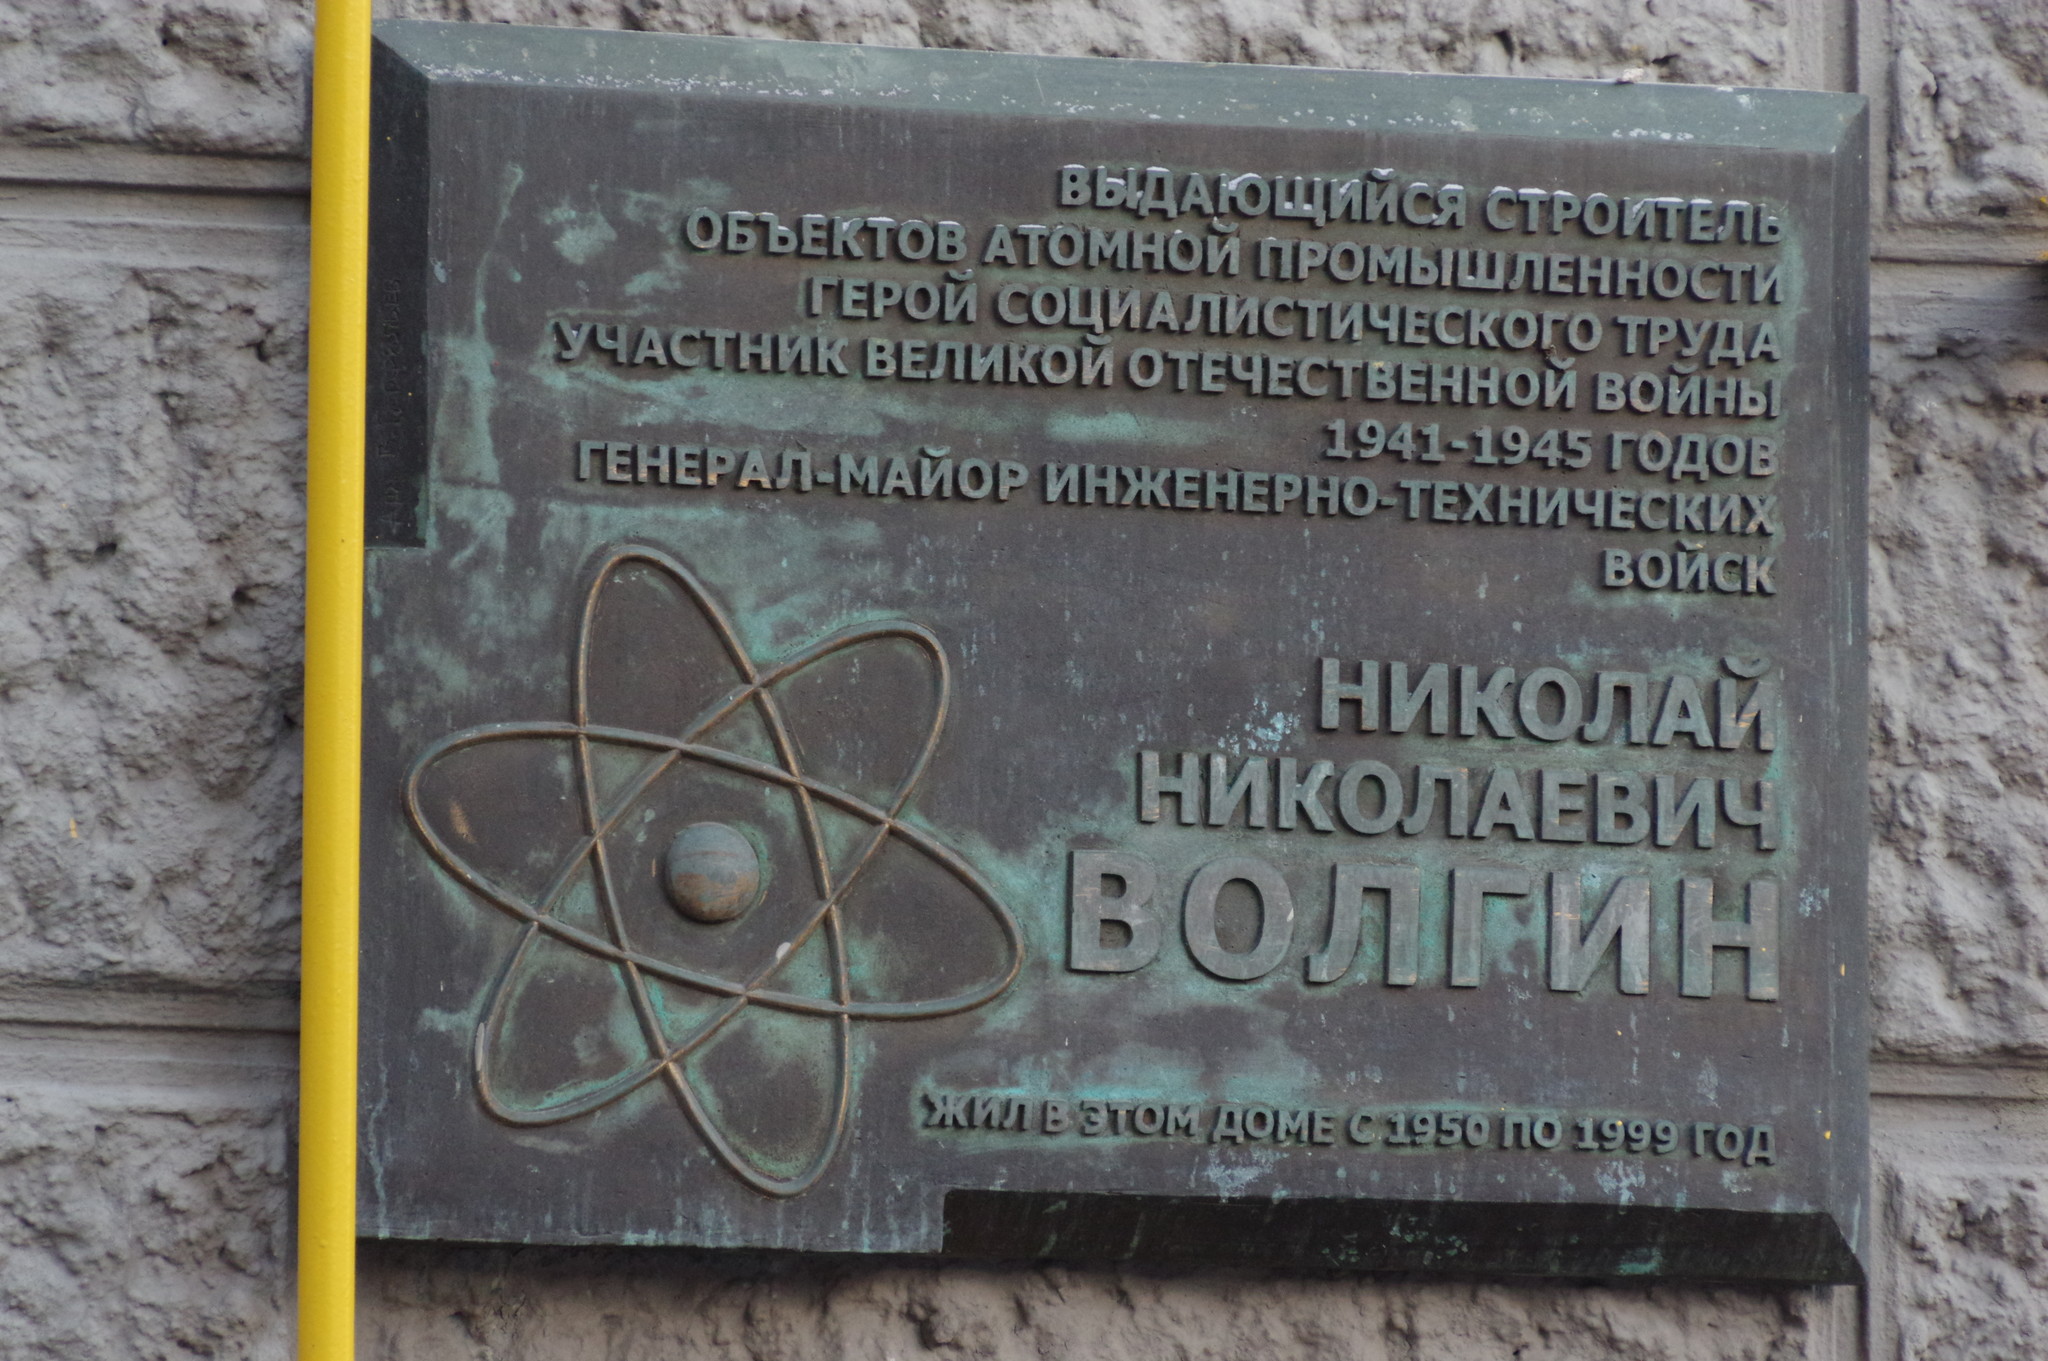 ВЫДАЮЩИЙСЯ СТРОИТЕЛЬ
ОБЪЕКТОВ АТОМНОЙ ПРОМЫШЛЕННОСТИ
ГЕРОЙ СОЦИАЛИСТИЧЕСКОГО ТРУДА
УЧАСТНИК ВЕЛИКОЙ ОТЕЧЕСТВЕННОЙ ВОЙНЫ
1941-1945 ГОДОВ
ГЕНЕРАЛ-МАЙОР ИНЖЕНЕРНО-ТЕХНИЧЕСКИХ
ВОЙСК
НИКОЛАЙ
НИКОЛАЕВИЧ
ВОЛГИН
ЖИЛ В ЭТОМ ДОМЕ С 1950 ПО 1999 ГОД